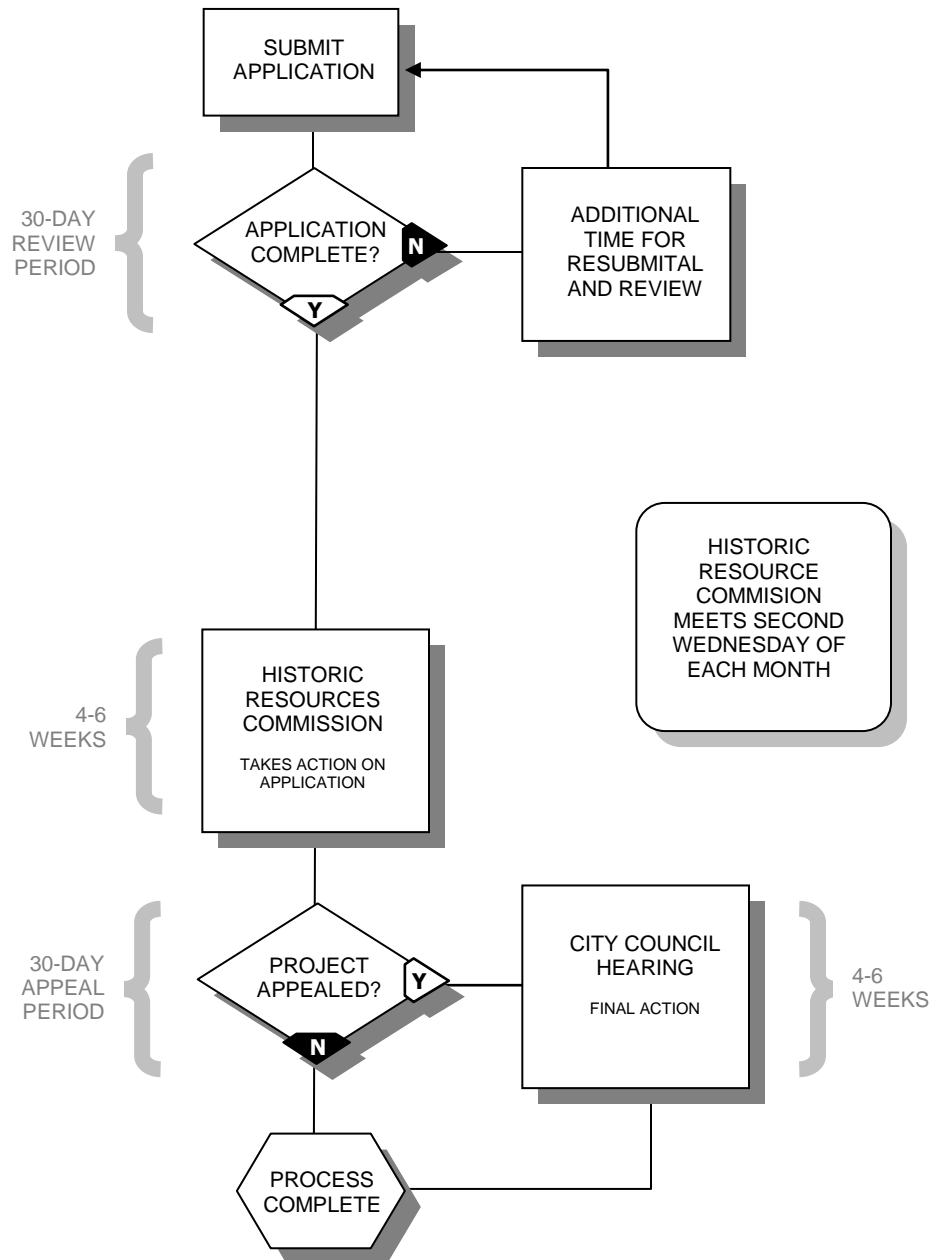 SUBMIT
APPLICATION
30-DAY
REVIEW
PERIOD
APPLICATION
COMPLETE?
N
Y
ADDITIONAL
TIME FOR
RESUBMITAL
AND REVIEW
HISTORIC
RESOURCE
COMMISION
MEETS SECOND
WEDNESDAY OF
EACH MONTH
4-6
WEEKS
HISTORIC
RESOURCES
COMMISSION
TAKES ACTION ON
APPLICATION
30-DAY
APPEAL
PERIOD
PROJECT
APPEALED?
Y
N
CITY COUNCIL
HEARING
FINAL ACTION
4-6
WEEKS
PROCESS
COMPLETE